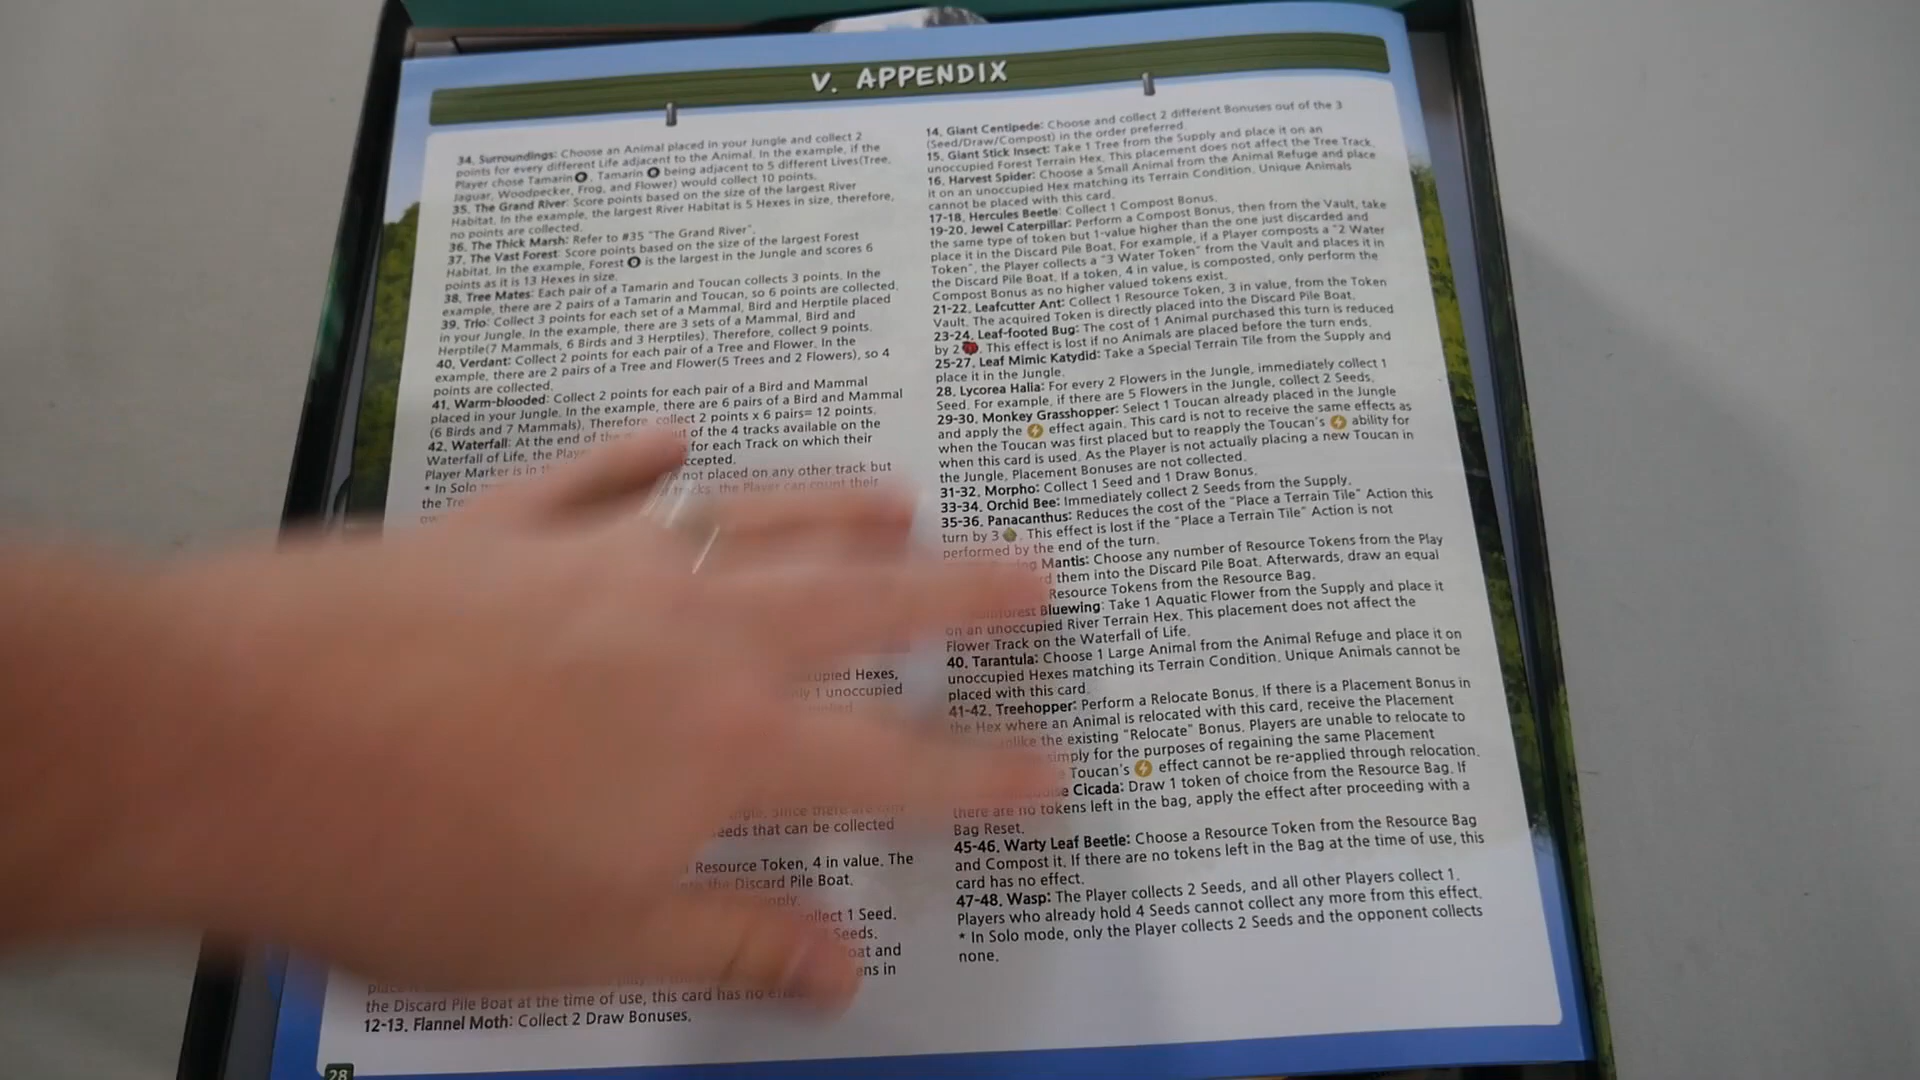 V. APPENDIX
34. Surroundings: Choose an Animal placed in your Jungle and collect 2
points for every different Life adjacent to the Animal. In the example, if the
Player chose Tamarin, Tamarin being adjacent to 5 different Lives(Tree,
Jaguar, Woodpecker, Frog, and Flower) would collect 10 points.
35. The Grand River: Score points based on the size of the largest River
Habitat. In the example, the largest River Habitat is 5 Hexes in size, therefore,
no points are collected.
36. The Thick Marsh: Refer to #35 "The Grand River".
37. The Vast Forest: Score points based on the size of the largest Forest
Habitat. In the example, Forest is the largest in the Jungle and scores 6
points as it is 13 Hexes in size.
38. Tree Mates: Each pair of a Tamarin and Toucan collects 3 points. In the
example, there are 2 pairs of a Tamarin and Toucan, so 6 points are collected.
39. Trio: Collect 3 points for each set of a Mammal, Bird and Herptile placed
in your Jungle. In the example, there are 3 sets of a Mammal, Bird and
Herptile(7 Mammals, 6 Birds and 3 Herptiles). Therefore, collect 9 points.
40. Verdant: Collect 2 points for each pair of a Tree and Flower. In the
example, there are 2 pairs of a Tree and Flower(5 Trees and 2 Flowers), so 4
points are collected.
41. Warm-blooded: Collect 2 points for each pair of a Bird and Mammal
placed in your Jungle. In the example, there are 6 pairs of a Bird and Mammal
(6 Birds and 7 Mammals). Therefore, collect 2 points x 6 pairs= 12 points.
42. Waterfall: At the end of the of the 4 tracks available on the
Waterfall of Life, the for each Track on which their
Player Marker is in
not placed on any other track but
* In Solo the Player can count their
the
Hexes,
1 unoccupied
that can be collected
Resource Token, 4 in value. The
the Discard Pile Boat.
1 Seed.
Seeds.
and
in
the Discard Pile Boat at the time of use, this card has no
12-13. Flannel Moth: Collect 2 Draw Bonuses.
28
14. Giant Centipede: Choose and collect 2 different Bonuses out of the 3
(Seed/Draw/Compost) in the order preferred.
15. Giant Stick Insect: Take 1 Tree from the Supply and place it on an
unoccupied Forest Terrain Hex. This placement does not affect the Tree Track.
16. Harvest Spider: Choose a Small Animal from the Animal Refuge and place
it on an unoccupied Hex matching its Terrain Condition. Unique Animals
cannot be placed with this card.
17-18. Hercules Beetle: Collect 1 Compost Bonus.
19-20. Jewel Caterpillar: Perform a Compost Bonus, then from the Vault, take
the same type of token but 1-value higher than the one just discarded and
place it in the Discard Pile Boat. For example, if a Player composts a "2 Water
Token", the Player collects a "3 Water Token" from the Vault and places it in
the Discard Pile Boat. If a token, 4 in value, is composted, only perform the
Compost Bonus as no higher valued tokens exist.
21-22. Leafcutter Ant: Collect 1 Resource Token, 3 in value, from the Token
Vault. The acquired Token is directly placed into the Discard Pile Boat.
23-24. Leaf-footed Bug: The cost of 1 Animal purchased this turn is reduced
by 2. This effect is lost if no Animals are placed before the turn ends.
25-27. Leaf Mimic Katydid: Take a Special Terrain Tile from the Supply and
place it in the Jungle.
28. Lycorea Halia: For every 2 Flowers in the Jungle, immediately collect 1
Seed. For example, if there are 5 Flowers in the Jungle, collect 2 Seeds.
29-30. Monkey Grasshopper: Select 1 Toucan already placed in the Jungle
and apply the effect again. This card is not to receive the same effects as
when the Toucan was first placed but to reapply the Toucan's ability for
when this card is used. As the Player is not actually placing a new Toucan in
the Jungle, Placement Bonuses are not collected.
31-32. Morpho: Collect 1 Seed and 1 Draw Bonus.
33-34. Orchid Bee: Immediately collect 2 Seeds from the Supply.
35-36. Panacanthus: Reduces the cost of the "Place a Terrain Tile" Action this
turn by 3. This effect is lost if the "Place a Terrain Tile" Action is not
performed by the end of the turn.
Mantis: Choose any number of Resource Tokens from the Play
them into the Discard Pile Boat. Afterwards, draw an equal
Resource Tokens from the Resource Bag.
Bluewing: Take 1 Aquatic Flower from the Supply and place it
on an unoccupied River Terrain Hex. This placement does not affect the
Flower Track on the Waterfall of Life.
40. Tarantula: Choose 1 Large Animal from the Animal Refuge and place it on
unoccupied Hexes matching its Terrain Condition. Unique Animals cannot be
placed with this card.
41-42. Treehopper: Perform a Relocate Bonus. If there is a Placement Bonus in
the Hex where an Animal is relocated with this card, receive the Placement
the existing "Relocate" Bonus. Players are unable to relocate to
simply for the purposes of regaining the same Placement
Toucan's effect cannot be re-applied through relocation.
Cicada: Draw 1 token of choice from the Resource Bag. If
there are no tokens left in the bag, apply the effect after proceeding with a
Bag Reset.
45-46. Warty Leaf Beetle: Choose a Resource Token from the Resource Bag
and Compost it. If there are no tokens left in the Bag at the time of use, this
card has no effect.
47-48. Wasp: The Player collects 2 Seeds, and all other Players collect 1.
Players who already hold 4 Seeds cannot collect any more from this effect.
* In Solo mode, only the Player collects 2 Seeds and the opponent collects
none.